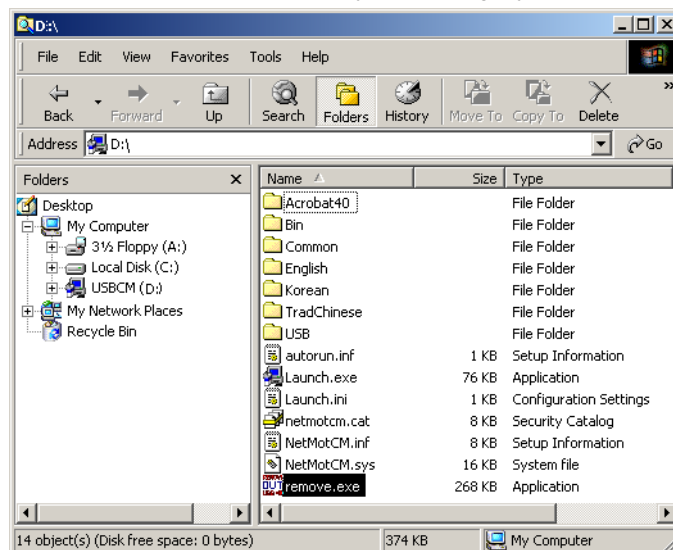 D:\
File Edit View Favorites Tools Help
Back Forward Up Search Folders History Move To Copy To Delete »
Address D:\ Go
Folders x
Desktop
My Computer
3½ Floppy (A:)
Local Disk (C:)
USBCM (D:)
My Network Places
Recycle Bin
Name Size Type
Acrobat40 File Folder
Bin File Folder
Common File Folder
English File Folder
Korean File Folder
TradChinese File Folder
USB File Folder
autorun.inf 1 KB Setup Information
Launch.exe 76 KB Application
Launch.ini 1 KB Configuration Settings
netmotcm.cat 8 KB Security Catalog
NetMotCM.inf 8 KB Setup Information
NetMotCM.sys 16 KB System file
remove.exe 268 KB Application
14 object(s) (Disk free space: 0 bytes) 374 KB My Computer